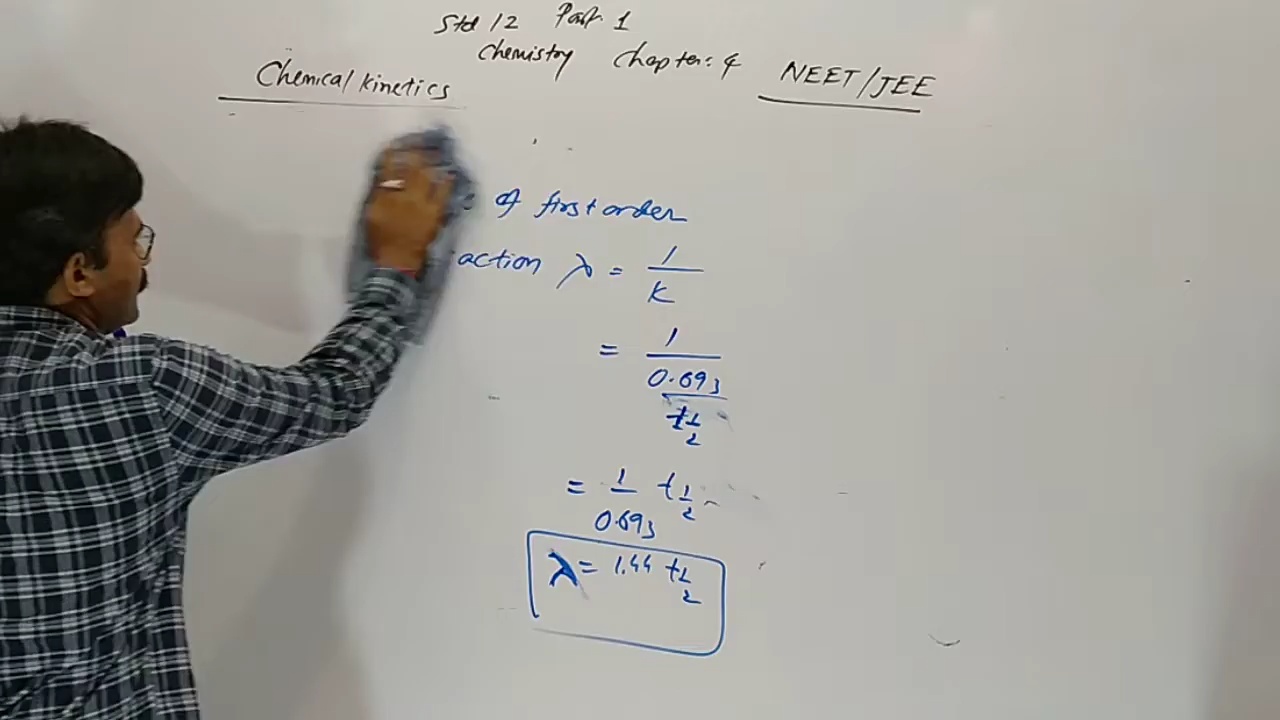 Std 12 Part 1
Chemistry Chapter: 4
Chemical kinetics
NEET/JEE
of first order
action λ = 1/K
= 1/(0.693/t1/2)
= 1/0.693 t1/2
λ = 1.44 t1/2